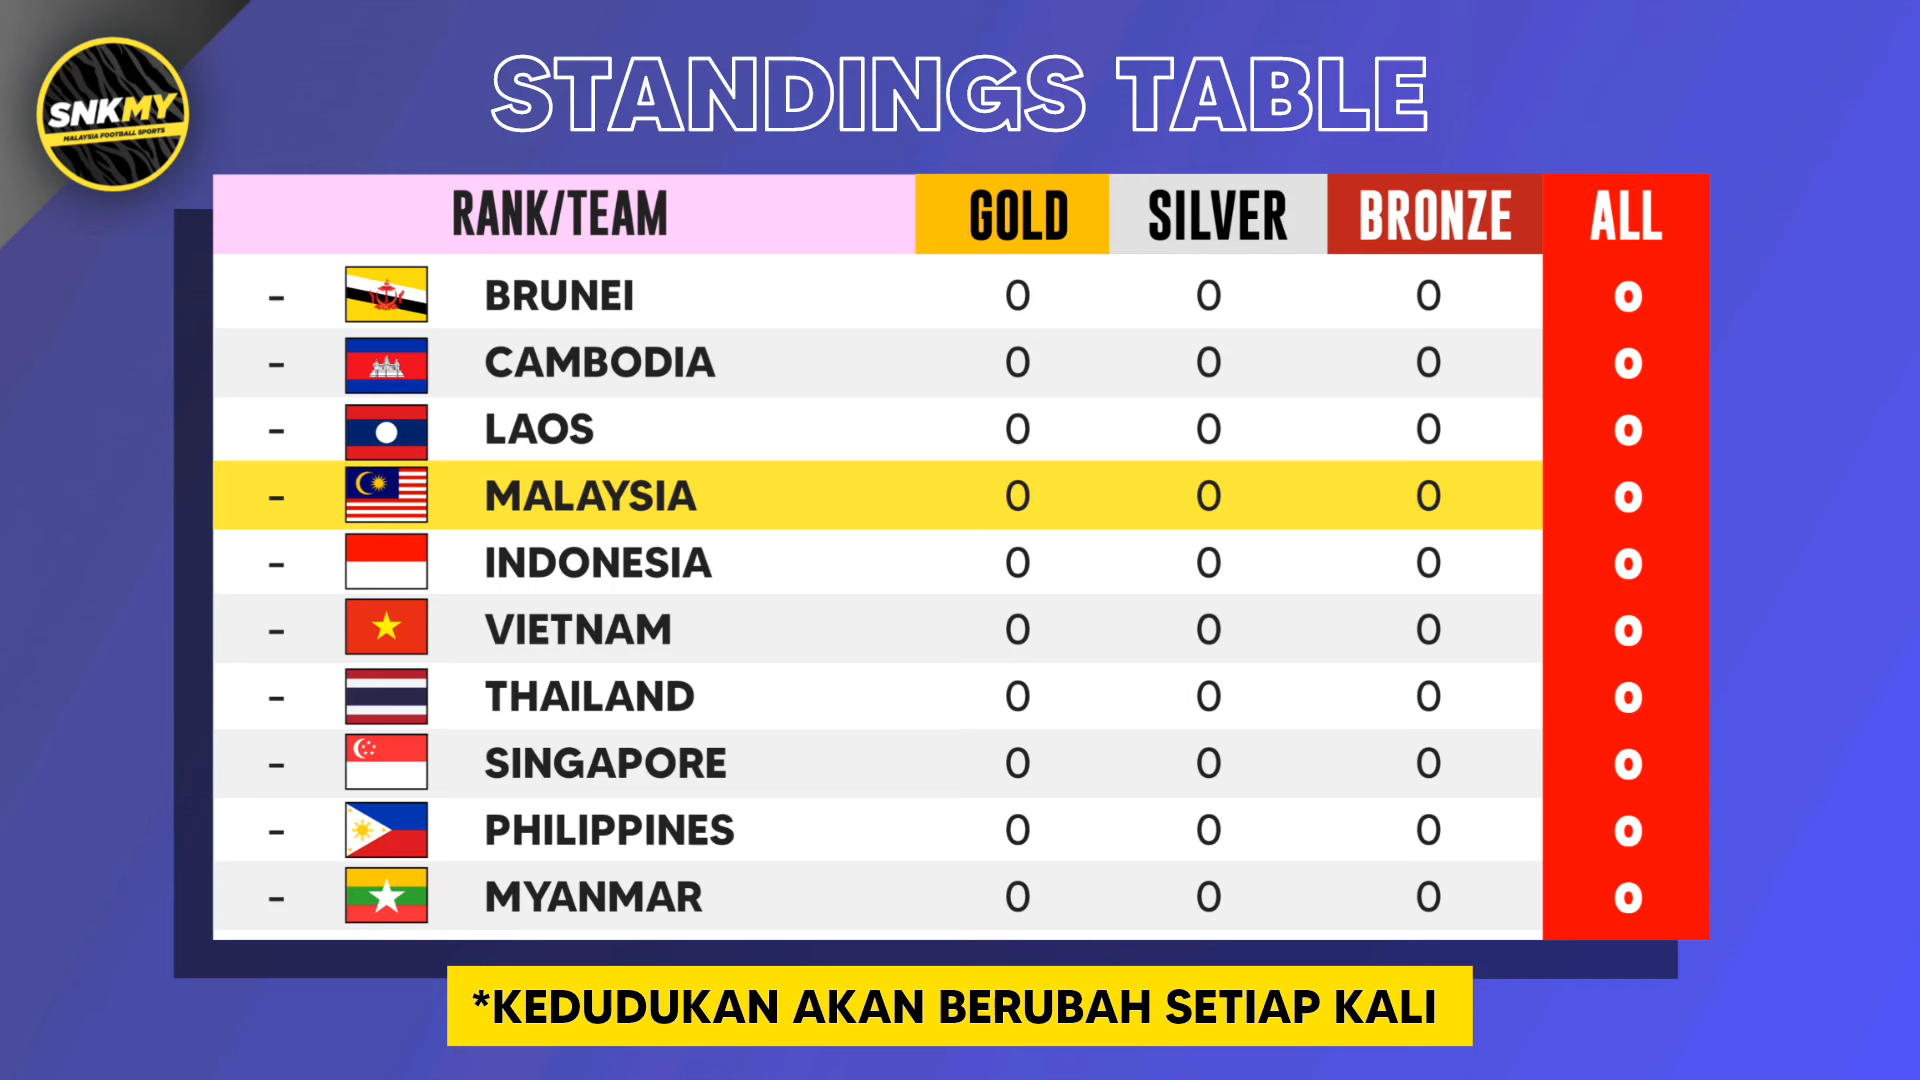 SNKMY
MALAYSIA FOOTBALL SPORTS
STANDINGS TABLE
RANK/TEAM GOLD SILVER BRONZE ALL
- BRUNEI 0 0 0 0
- CAMBODIA 0 0 0 0
- LAOS 0 0 0 0
- MALAYSIA 0 0 0 0
- INDONESIA 0 0 0 0
- VIETNAM 0 0 0 0
- THAILAND 0 0 0 0
- SINGAPORE 0 0 0 0
- PHILIPPINES 0 0 0 0
- MYANMAR 0 0 0 0
*KEDUDUKAN AKAN BERUBAH SETIAP KALI